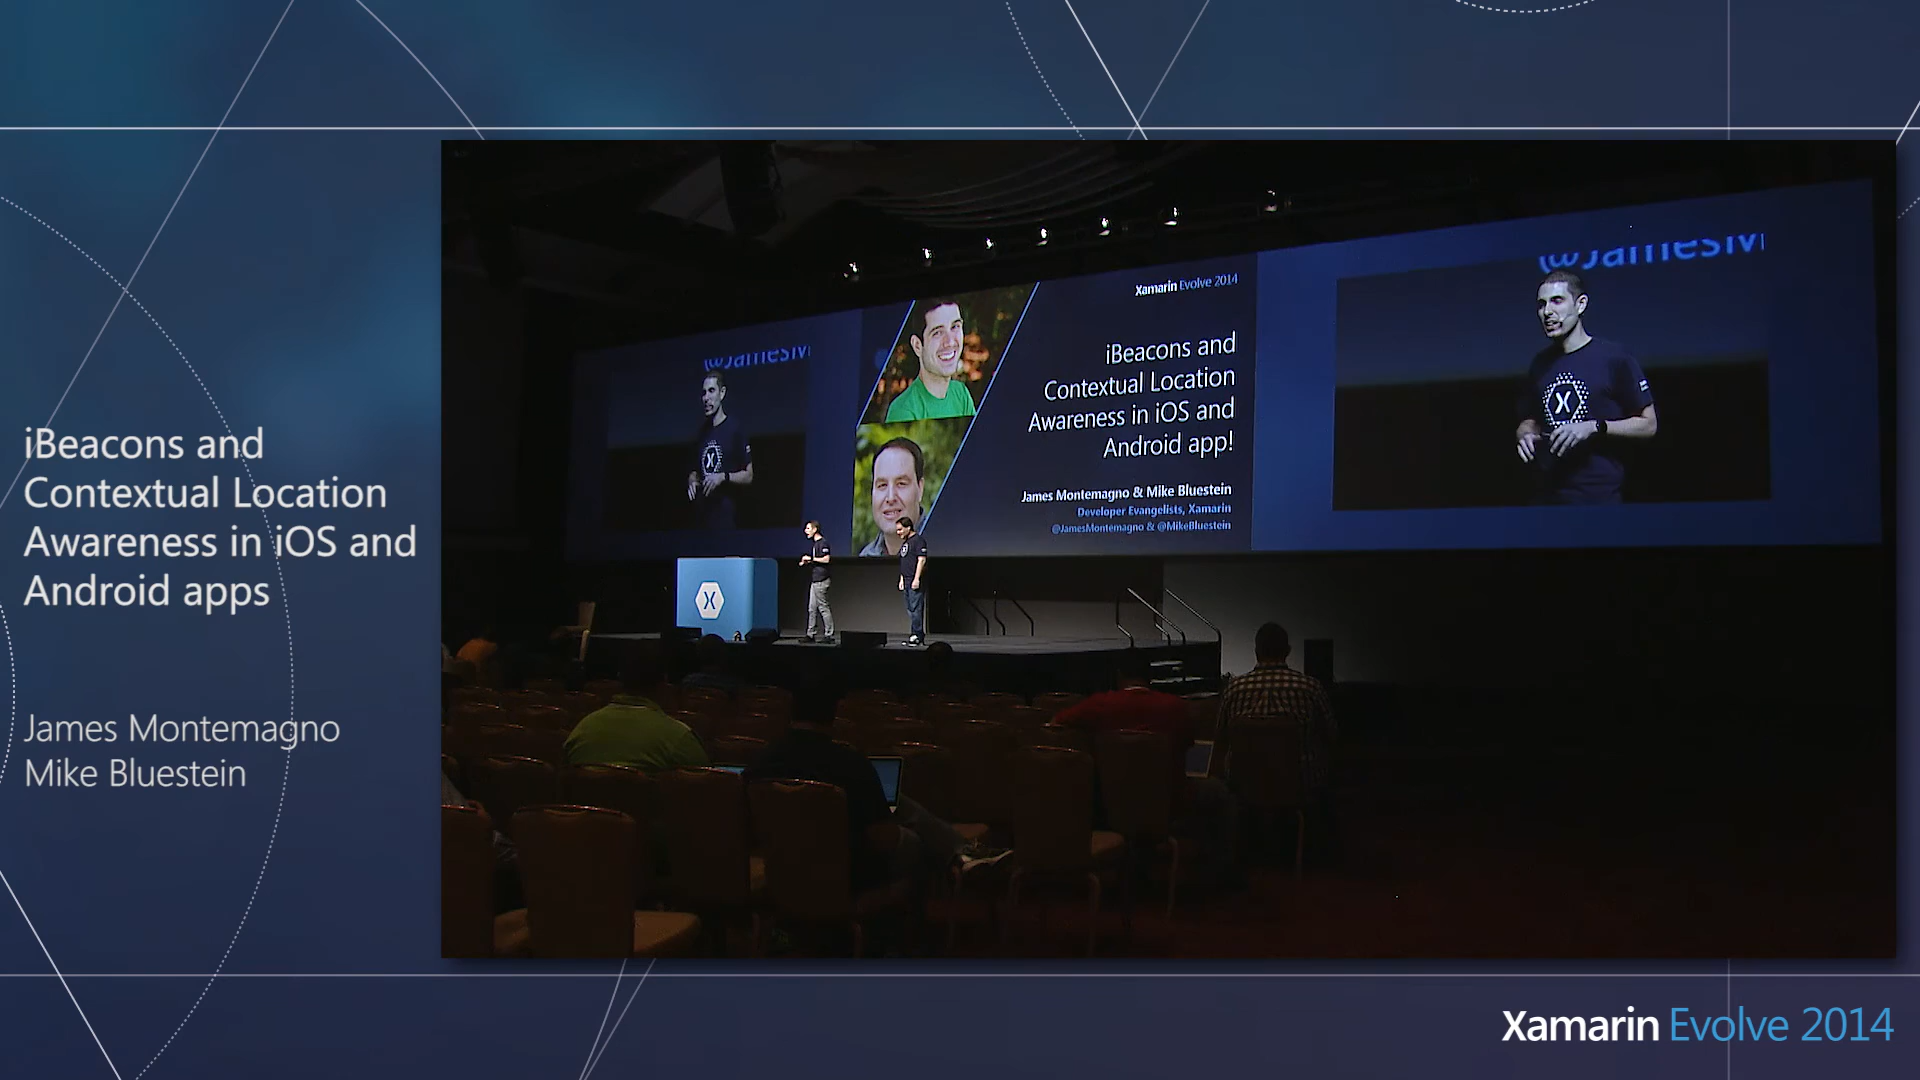 iBeacons and
Contextual Location
Awareness in iOS and
Android apps
James Montemagno
Mike Bluestein
@JamesM
@JamesM
Xamarin Evolve 2014
iBeacons and
Contextual Location
Awareness in iOS and
Android app!
James Montemagno & Mike Bluestein
Developer Evangelists, Xamarin
@JamesMontemagno & @MikeBluestein
X
X
X
Xamarin Evolve 2014